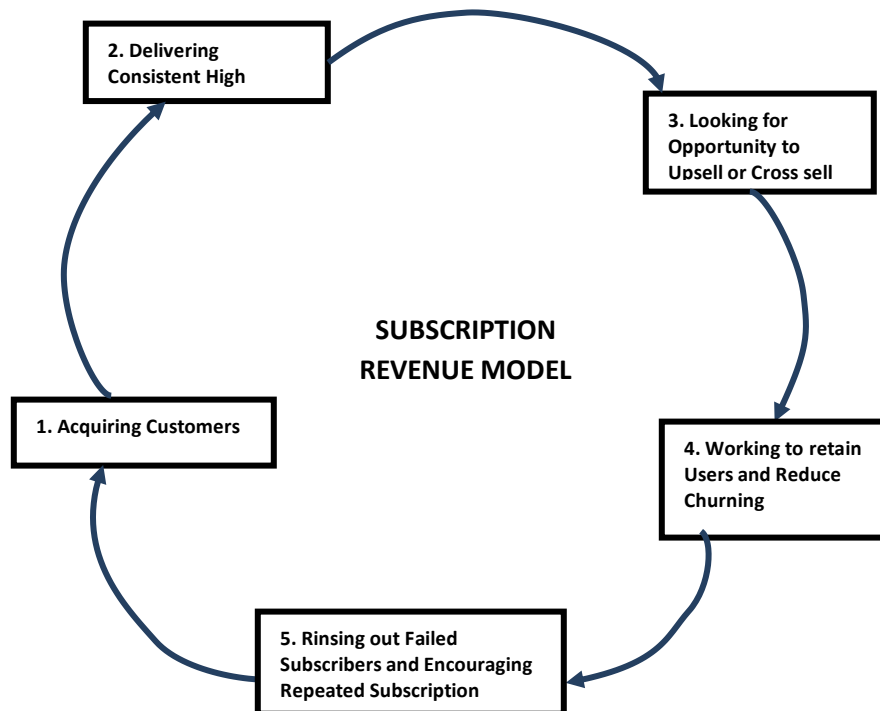 2. Delivering
Consistent High
3. Looking for
Opportunity to
Upsell or Cross sell
SUBSCRIPTION
REVENUE MODEL
1. Acquiring Customers
4. Working to retain
Users and Reduce
Churning
5. Rinsing out Failed
Subscribers and Encouraging
Repeated Subscription